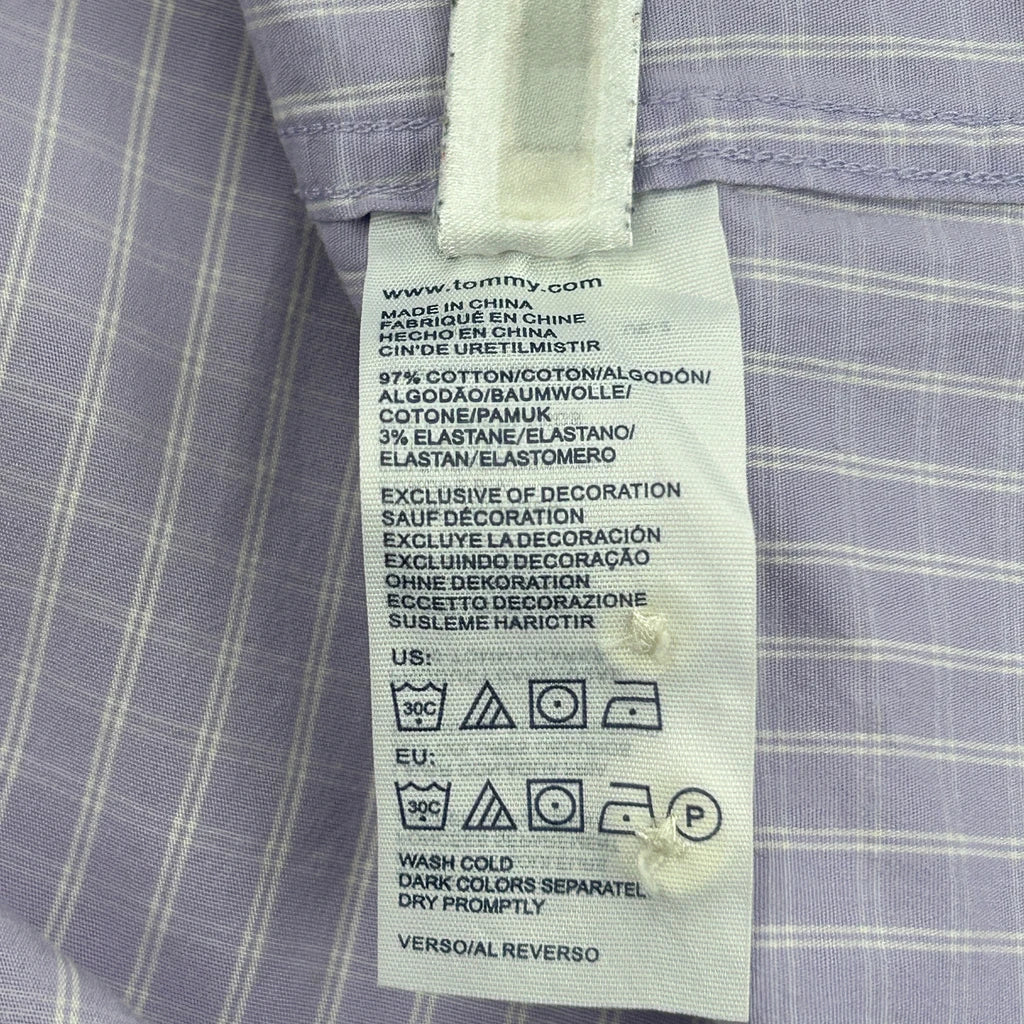 www.tommy.com
MADE IN CHINA
FABRIQUÉ EN CHINE
HECHO EN CHINA
CIN'DE URETILMISTIR
97% COTTON/COTON/ALGODÓN/
ALGODÃO/BAUMWOLLE/
COTONE/PAMUK
3% ELASTANE/ELASTANO/
ELASTAN/ELASTOMERO
EXCLUSIVE OF DECORATION
SAUF DÉCORATION
EXCLUYE LA DECORACIÓN
EXCLUINDO DECORAÇAO
OHNE DEKORATION
ECCETTO DECORAZIONE
SUSLEME HARICTIR
US:
30C
EU:
30C P
WASH COLD
DARK COLORS SEPARATEL
DRY PROMPTLY
VERSO/AL REVERSO